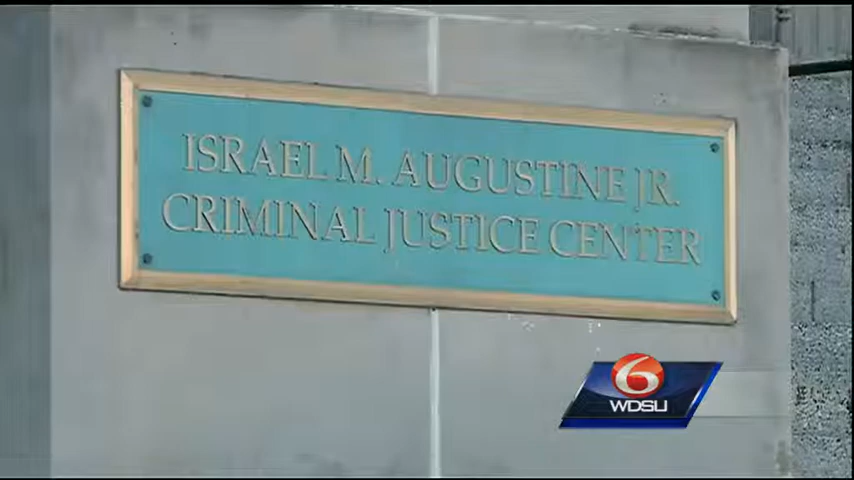 ISRAEL M. AUGUSTINE JR.
CRIMINAL JUSTICE CENTER
6
WDSU